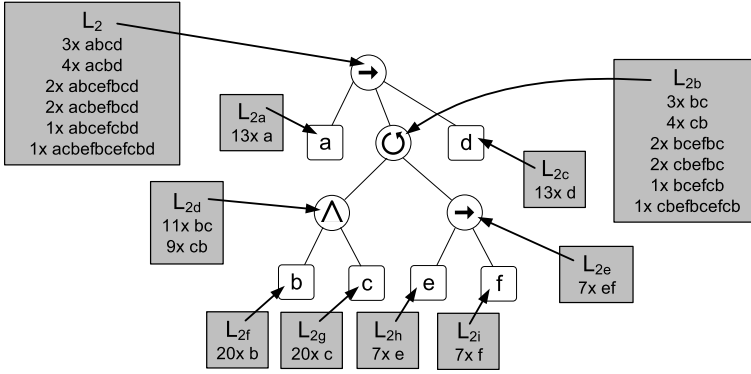 L2
3x abcd
4x acbd
2x abcefbcd
2x acbefbcd
1x abcefcbd
1x acbefbcefcbd
→
L2a
13x a
a
↺
d
L2b
3x bc
4x cb
2x bcefbc
2x cbefbc
1x bcefcb
1x cbefbcefcb
L2c
13x d
L2d
11x bc
9x cb
∧
→
L2e
7x ef
b
c
e
f
L2f
20x b
L2g
20x c
L2h
7x e
L2i
7x f